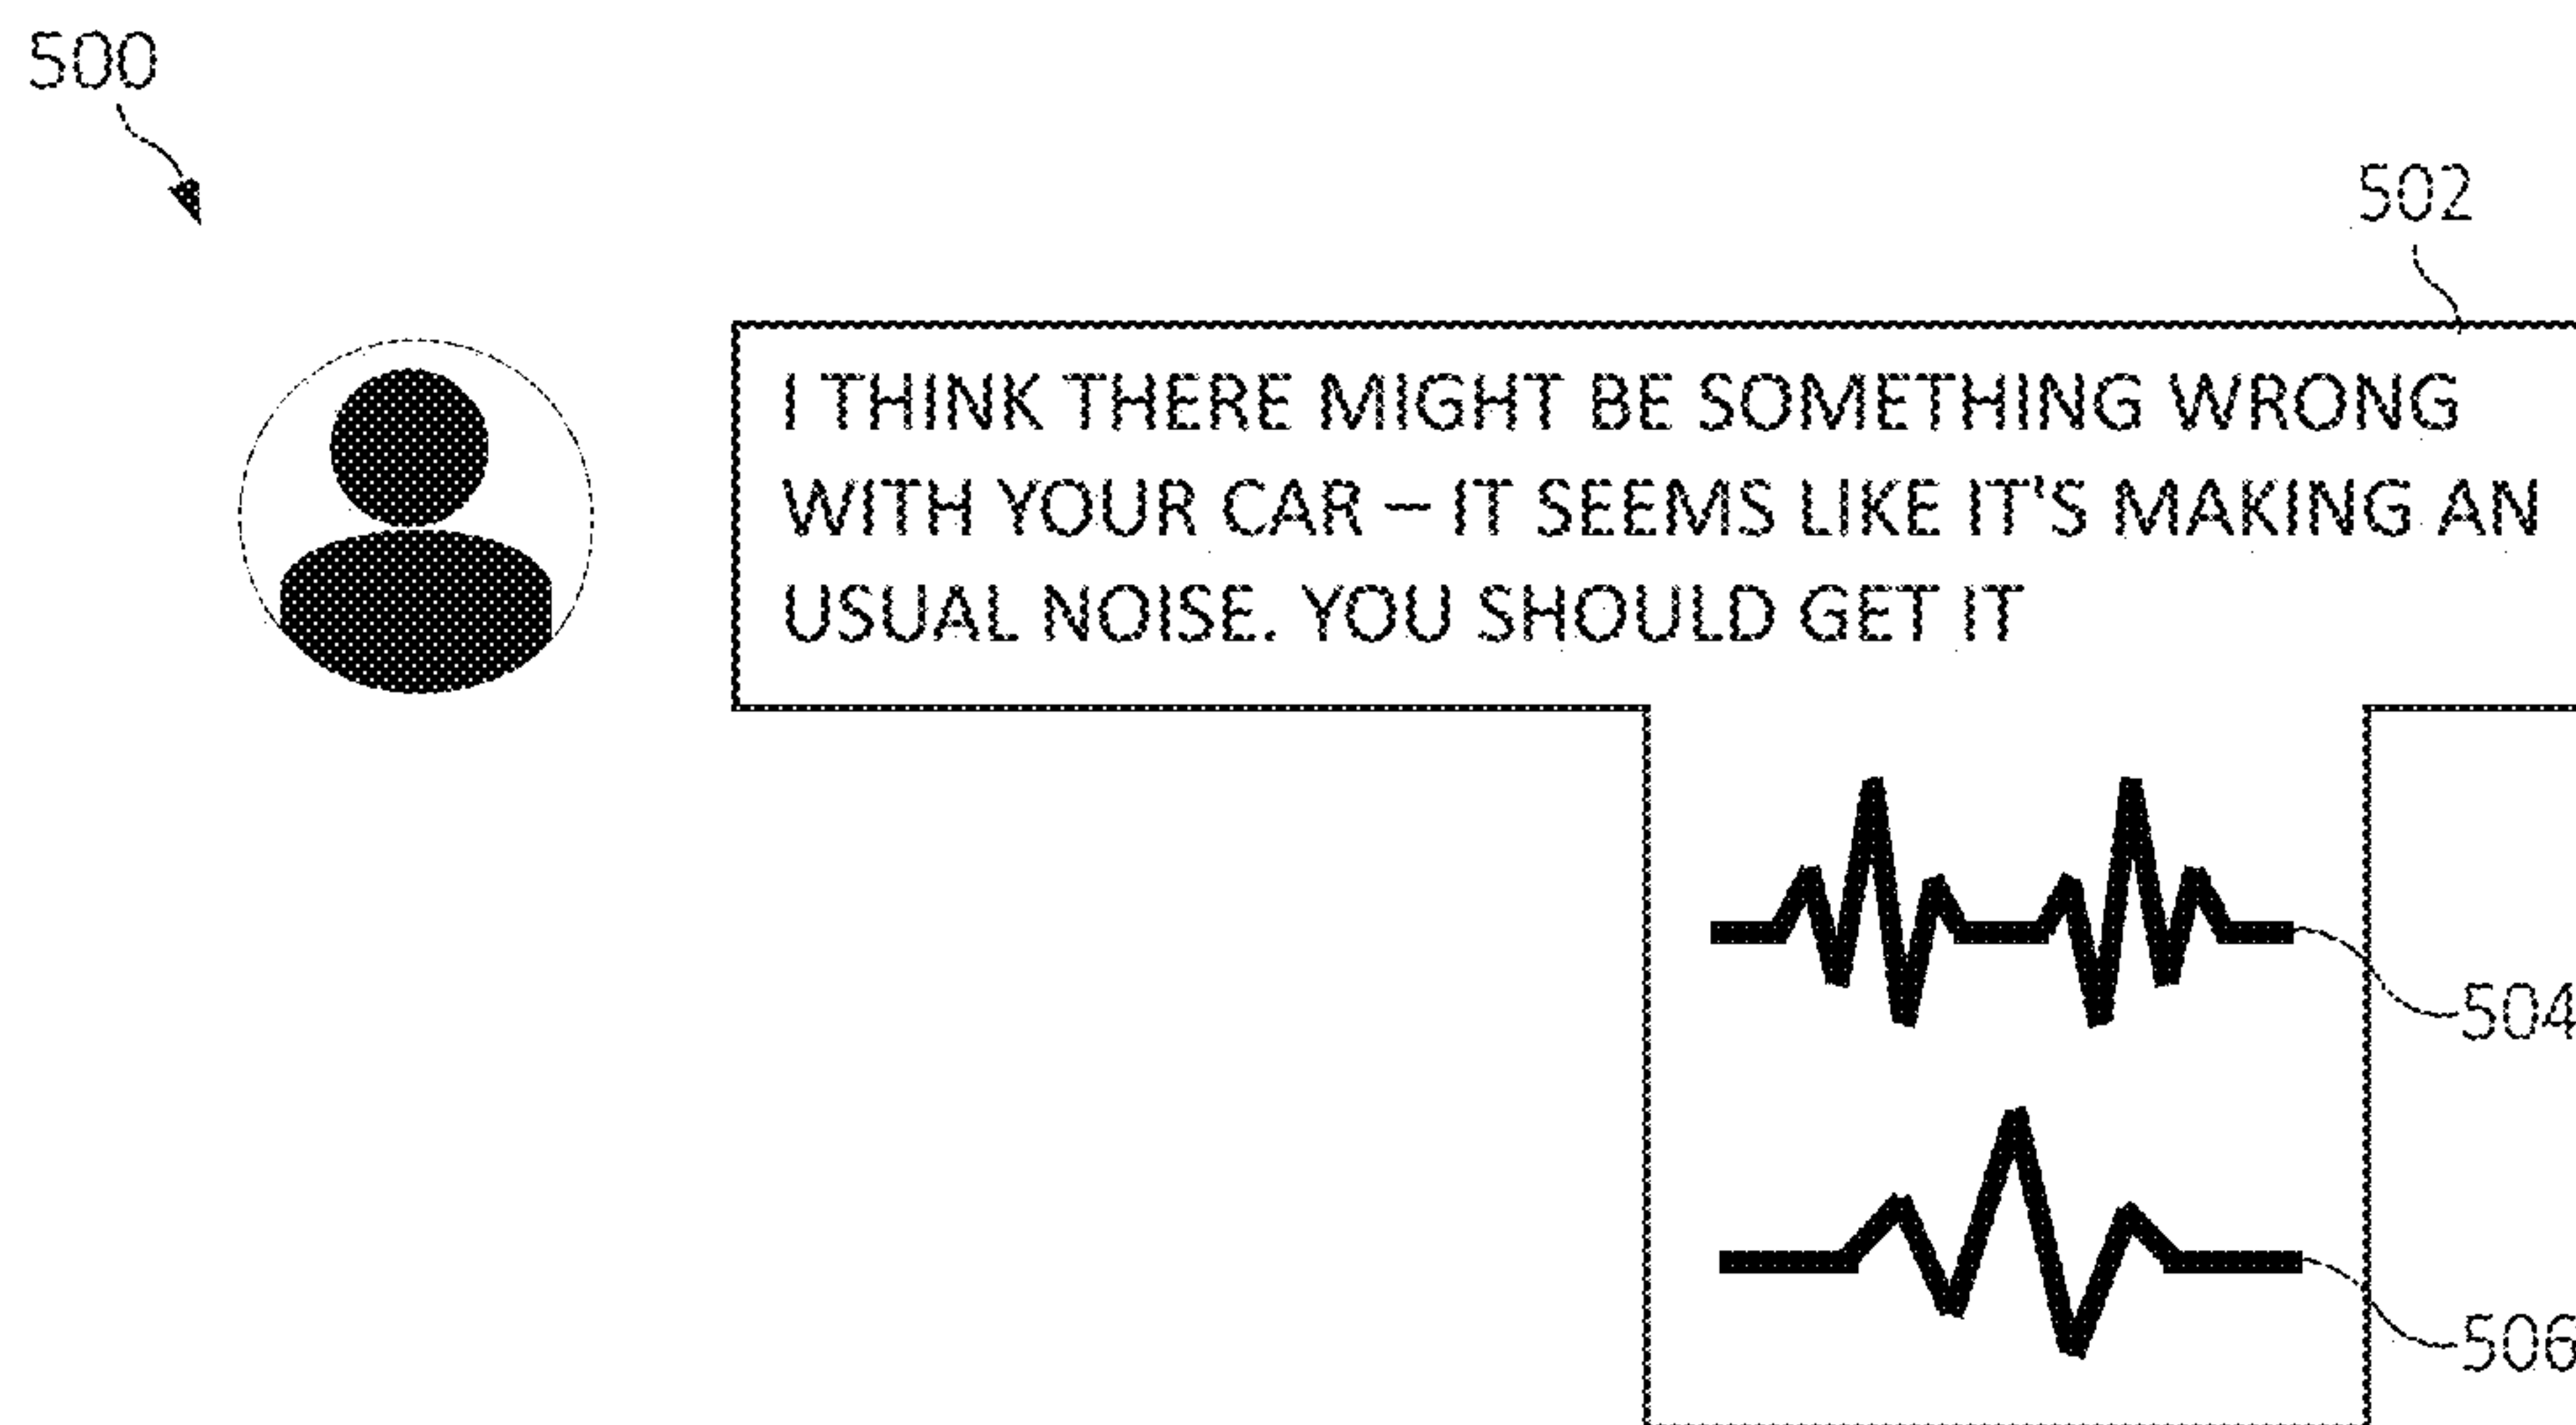 500
502
I THINK THERE MIGHT BE SOMETHING WRONG
WITH YOUR CAR – IT SEEMS LIKE IT'S MAKING AN
USUAL NOISE. YOU SHOULD GET IT
504
506